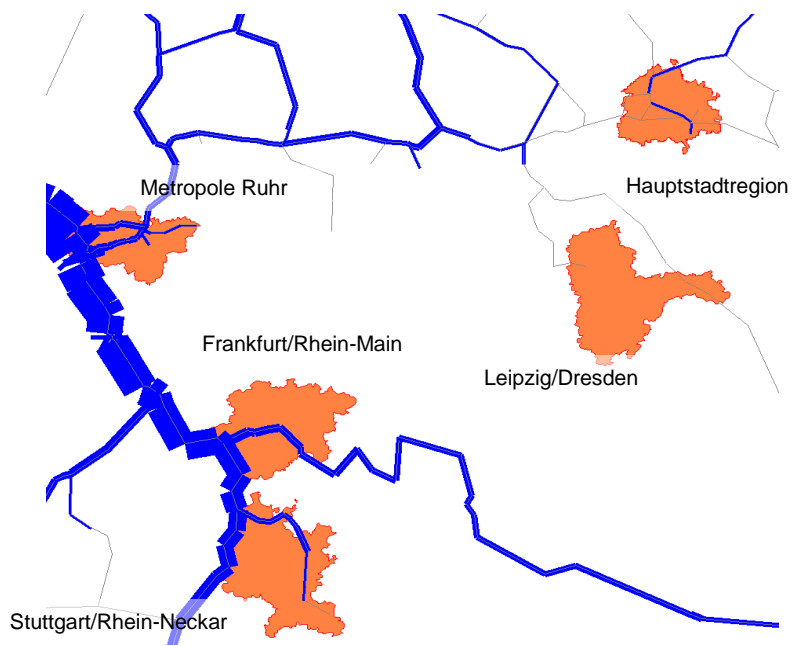 Metropole Ruhr
Hauptstadtregion
Frankfurt/Rhein-Main
Leipzig/Dresden
Stuttgart/Rhein-Neckar